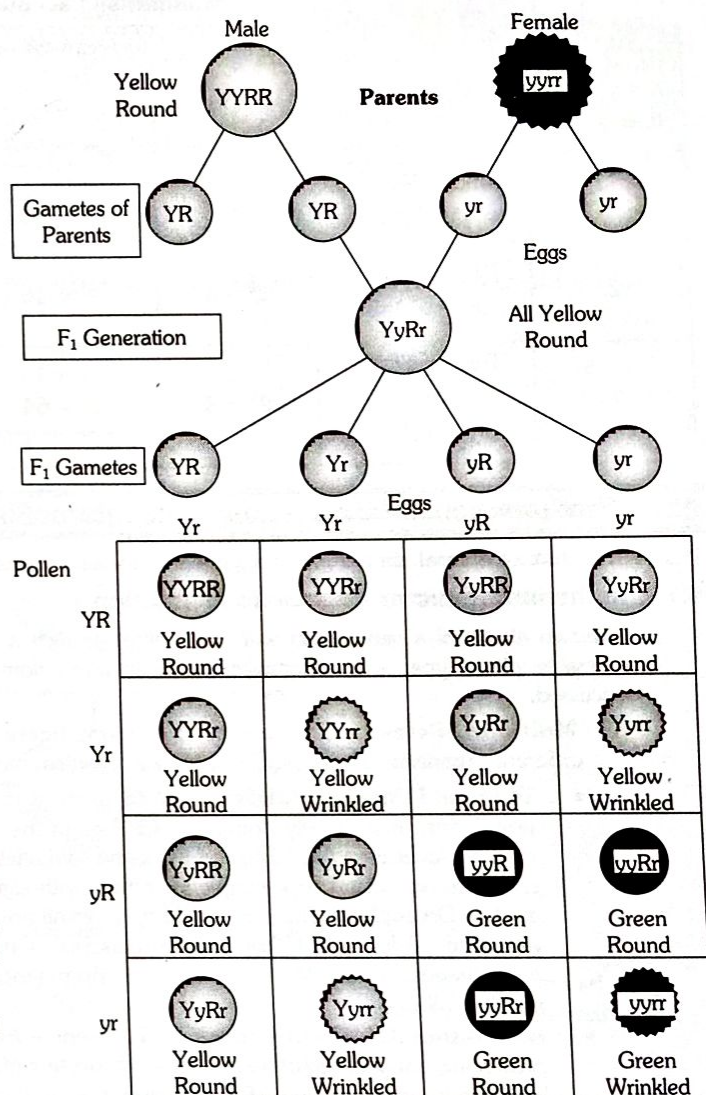 Male
Female
Yellow
Round
YYRR
Parents
yyrr
Gametes of
Parents
YR
YR
yr
yr
Eggs
F1 Generation
YyRr
All Yellow
Round
F1 Gametes
YR
Yr
yR
yr
Eggs
Yr
Yr
yR
yr
Pollen
YR
YYRR
YYRr
YyRR
YyRr
Yellow
Round
Yellow
Round
Yellow
Round
Yellow
Round
Yr
YYRr
YYrr
YyRr
Yyrr
Yellow
Round
Yellow
Wrinkled
Yellow
Round
Yellow
Wrinkled
yR
YyRR
YyRr
yyR
yyRr
Yellow
Round
Yellow
Round
Green
Round
Green
Round
yr
YyRr
Yyrr
yyRr
yyrr
Yellow
Round
Yellow
Wrinkled
Green
Round
Green
Wrinkled